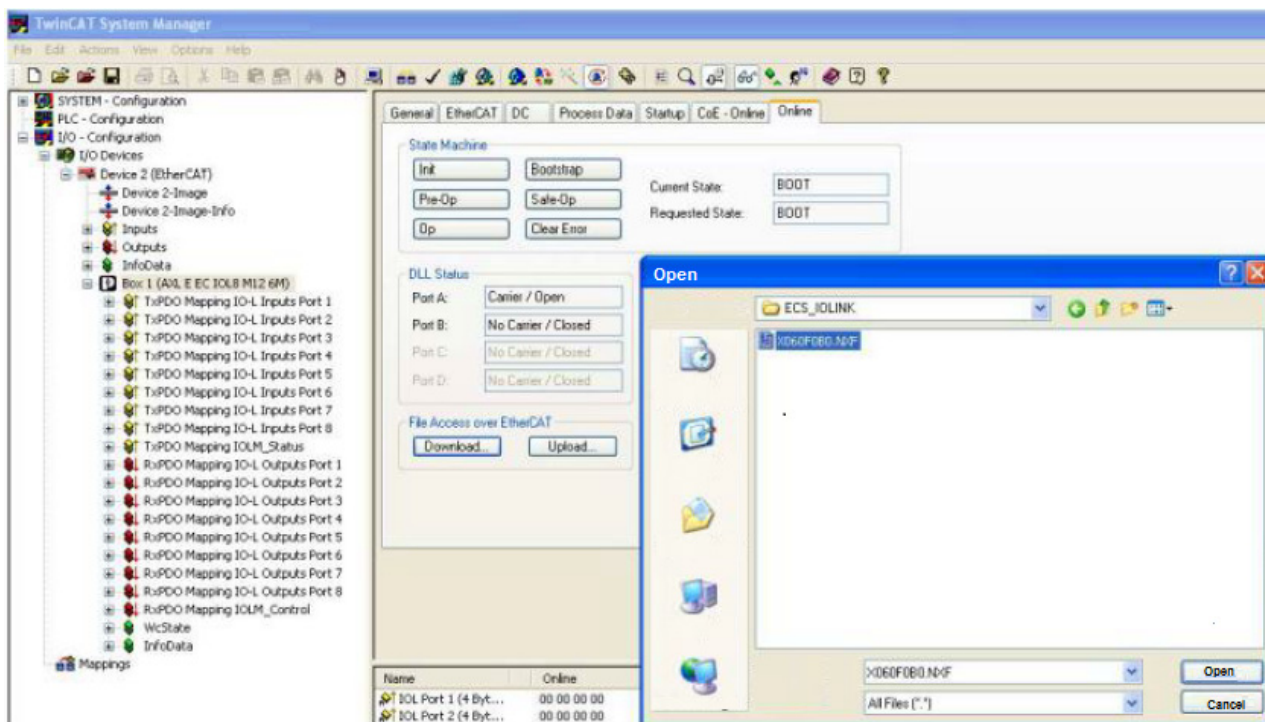 TwinCAT System Manager
File Edit Actions View Options Help
SYSTEM - Configuration
PLC - Configuration
I/O - Configuration
I/O Devices
Device 2 (EtherCAT)
Device 2-Image
Device 2-Image-Info
Inputs
Outputs
InfoData
Box 1 (AXL E EC IOL8 M12 6M)
TxPDO Mapping IO-L Inputs Port 1
TxPDO Mapping IO-L Inputs Port 2
TxPDO Mapping IO-L Inputs Port 3
TxPDO Mapping IO-L Inputs Port 4
TxPDO Mapping IO-L Inputs Port 5
TxPDO Mapping IO-L Inputs Port 6
TxPDO Mapping IO-L Inputs Port 7
TxPDO Mapping IO-L Inputs Port 8
TxPDO Mapping IOLM_Status
RxPDO Mapping IO-L Outputs Port 1
RxPDO Mapping IO-L Outputs Port 2
RxPDO Mapping IO-L Outputs Port 3
RxPDO Mapping IO-L Outputs Port 4
RxPDO Mapping IO-L Outputs Port 5
RxPDO Mapping IO-L Outputs Port 6
RxPDO Mapping IO-L Outputs Port 7
RxPDO Mapping IO-L Outputs Port 8
RxPDO Mapping IOLM_Control
WcState
InfoData
Mappings
General EtherCAT DC Process Data Startup CoE - Online Online
State Machine
Init Bootstrap
Pre-Op Safe-Op
Op Clear Error
Current State: BOOT
Requested State: BOOT
DLL Status
Port A: Carrier / Open
Port B: No Carrier / Closed
Port C: No Carrier / Closed
Port D: No Carrier / Closed
File Access over EtherCAT
Download... Upload...
Name Online
IOL Port 1 (4 Byt... 00 00 00 00
IOL Port 2 (4 Byt... 00 00 00 00
Open
ECS_IOLINK
X060F0B0.NXF
X060F0B0.NXF Open
All Files (*.*) Cancel